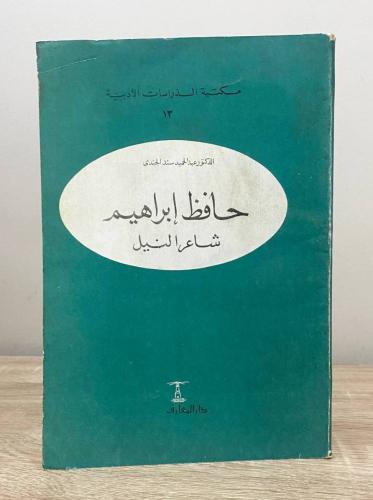 مكتبة الدراسات الأدبية
١٣
الدكتور عبد الحميد سند الجندي
حافظ إبراهيم
شاعر النيل
دار المعارف